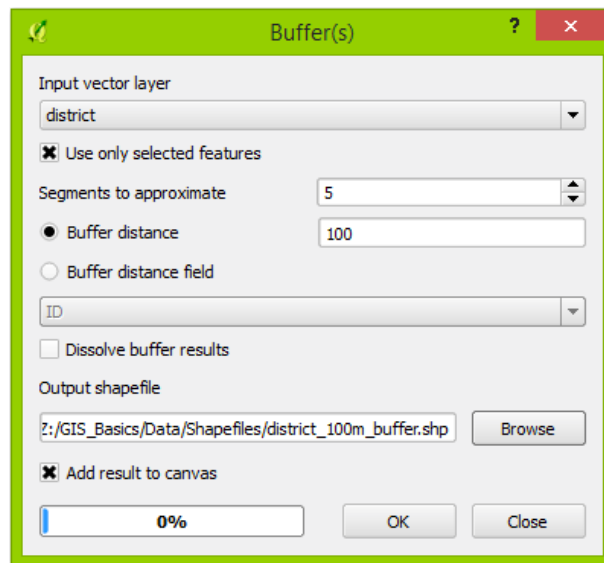 Buffer(s)
?
Input vector layer
district
Use only selected features
Segments to approximate 5
Buffer distance 100
Buffer distance field
ID
Dissolve buffer results
Output shapefile
Z:/GIS_Basics/Data/Shapefiles/district_100m_buffer.shp Browse
Add result to canvas
0% OK Close